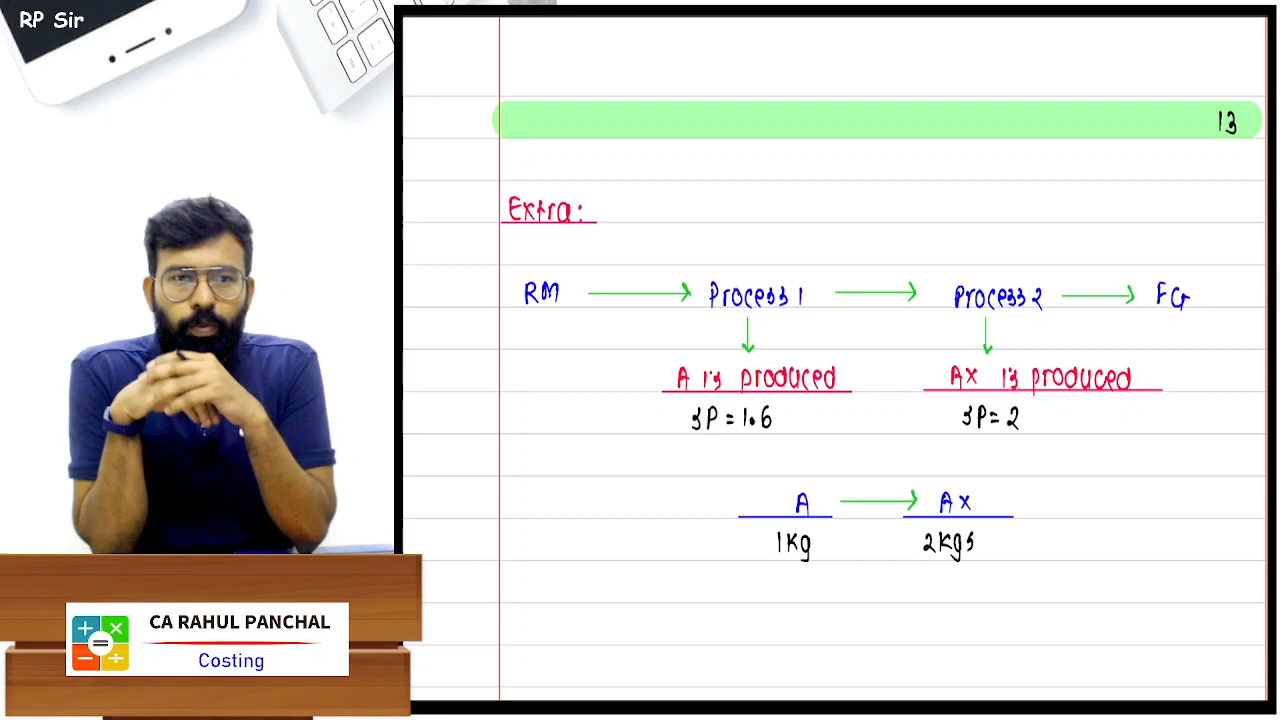 RP Sir
13
Extra:
RM → Process 1 → Process 2 → FG
A is produced
Ax is produced
SP = 1.6
SP = 2
A → Ax
1kg
2kgs
CA RAHUL PANCHAL
Costing